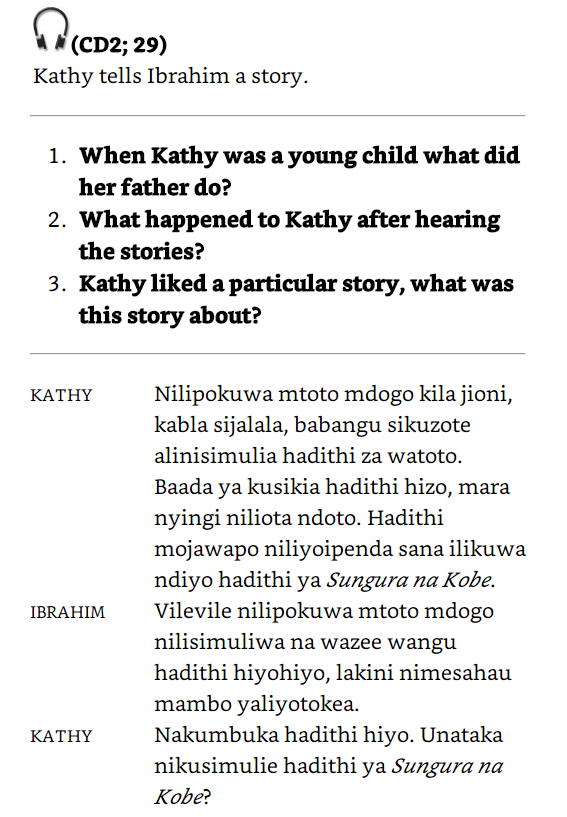 (CD2; 29)
Kathy tells Ibrahim a story.
1. When Kathy was a young child what did
her father do?
2. What happened to Kathy after hearing
the stories?
3. Kathy liked a particular story, what was
this story about?
KATHY Nilipokuwa mtoto mdogo kila jioni,
kabla sijalala, babangu sikuzote
alinisimulia hadithi za watoto.
Baada ya kusikia hadithi hizo, mara
nyingi niliota ndoto. Hadithi
mojawapo niliyoipenda sana ilikuwa
ndiyo hadithi ya Sungura na Kobe.
IBRAHIM Vilevile nilipokuwa mtoto mdogo
nilisimuliwa na wazee wangu
hadithi hiyohiyo, lakini nimesahau
mambo yaliyotokea.
KATHY Nakumbuka hadithi hiyo. Unataka
nikusimulie hadithi ya Sungura na
Kobe?